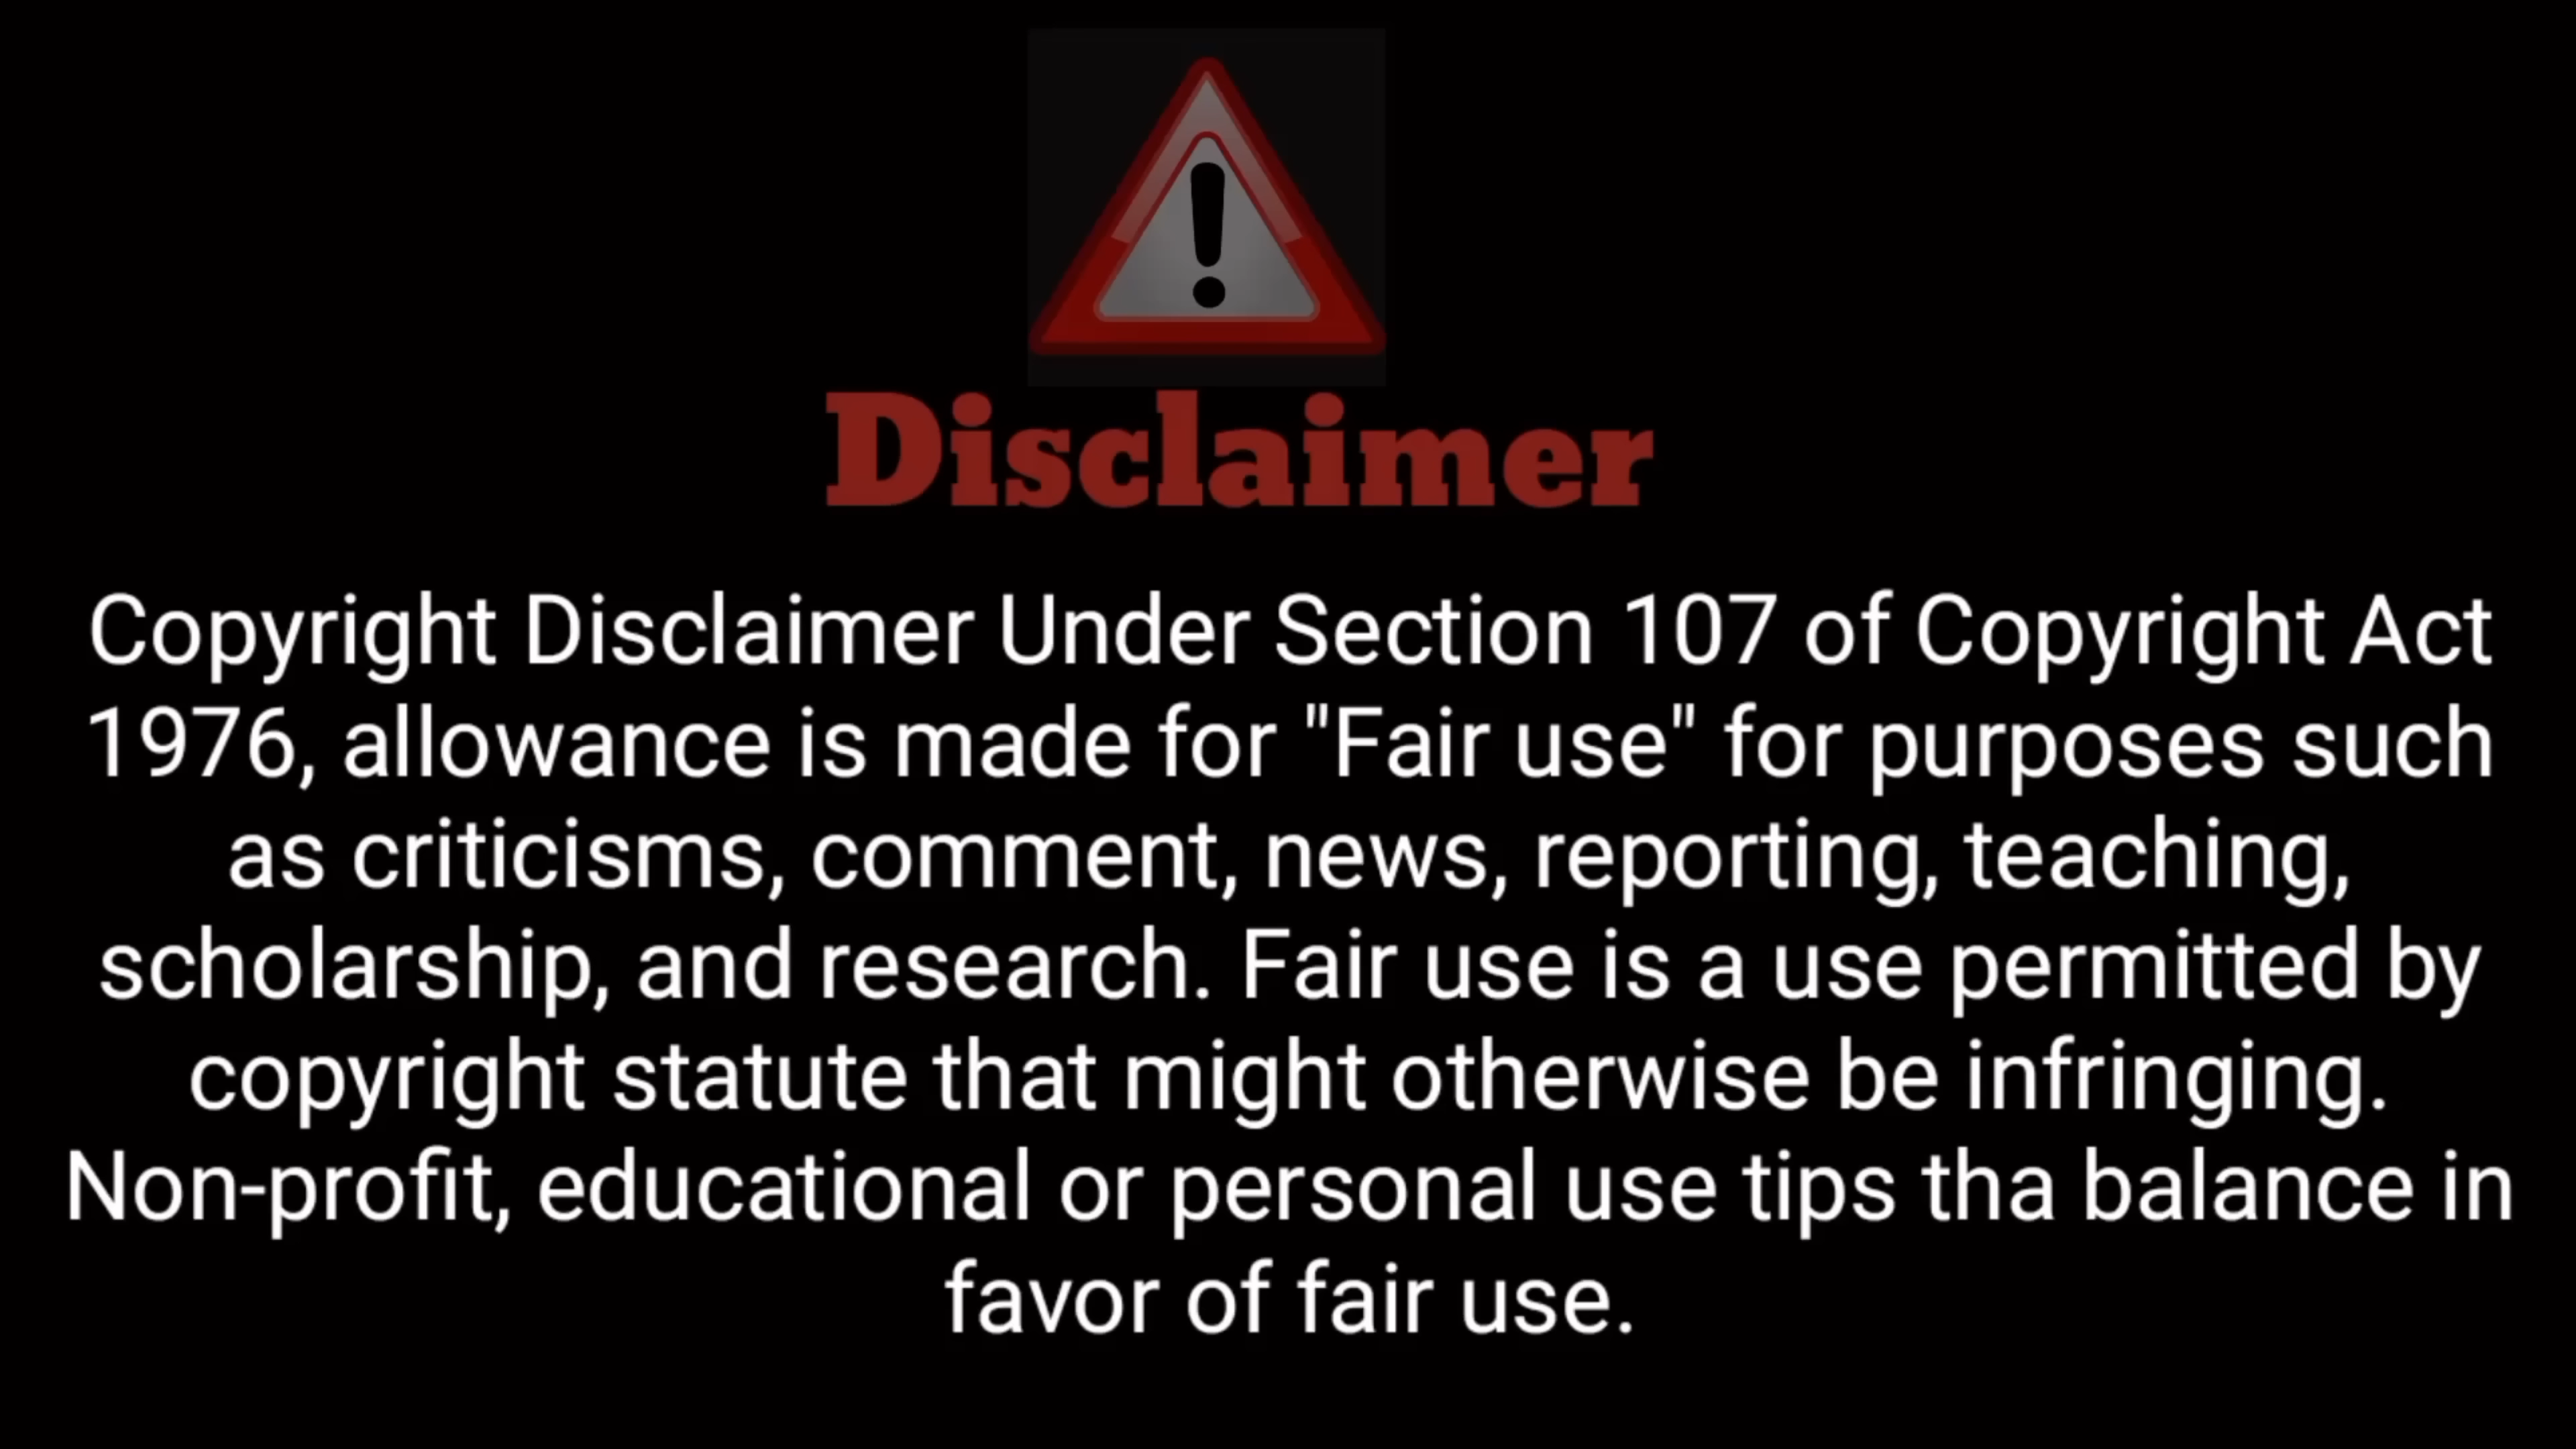 !
Disclaimer
Copyright Disclaimer Under Section 107 of Copyright Act
1976, allowance is made for "Fair use" for purposes such
as criticisms, comment, news, reporting, teaching,
scholarship, and research. Fair use is a use permitted by
copyright statute that might otherwise be infringing.
Non-profit, educational or personal use tips tha balance in
favor of fair use.